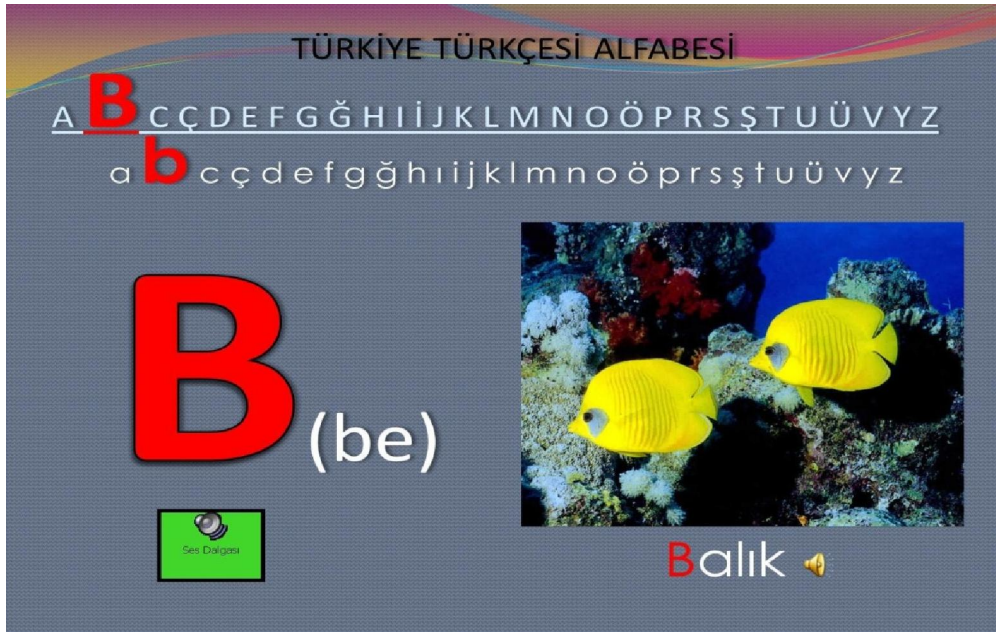 TÜRKİYE TÜRKÇESİ ALFABESİ
A B C Ç D E F G Ğ H I İ J K L M N O Ö P R S Ş T U Ü V Y Z
a b c ç d e f g ğ h ı i j k l m n o ö p r s ş t u ü v y z
B (be)
Ses Dalgası
Balık